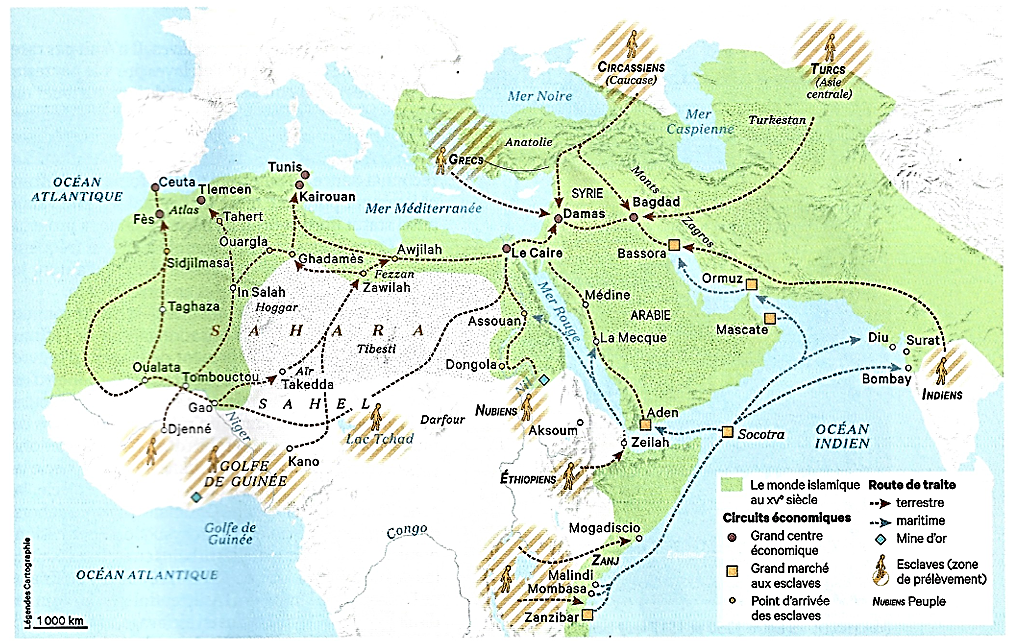 CIRCASSIENS
(Caucase)
TURCS
(Asie
centrale)
Mer Noire
Mer
Caspienne
Turkestan
Anatolie
GRECS
OCÉAN
ATLANTIQUE
Ceuta
Tlemcen
Tunis
Kairouan
Fès
Atlas
Tahert
Mer Méditerranée
SYRIE
Damas
Monts
Zagros
Bagdad
Ouargla
Ghadamès
Awjilah
Le Caire
Bassora
Sidjilmasa
Fezzan
Zawilah
In Salah
Hoggar
Ormuz
Taghaza
SAHARA
Tibesti
Assouan
Mer Rouge
Médine
ARABIE
Mascate
La Mecque
Diu
Surat
Bombay
INDIENS
Oualata
Tombouctou
Aïr
Takedda
Dongola
Gao
SAHEL
Niger
Lac Tchad
Darfour
NUBIENS
Aksoum
Aden
Zeilah
Socotra
OCÉAN
INDIEN
Djenné
Kano
GOLFE
DE GUINÉE
ÉTHIOPIENS
Golfe de
Guinée
Congo
Mogadiscio
ZANJ
Malindi
Mombasa
Zanzibar
OCÉAN ATLANTIQUE
Légendes Cartographie
1 000 km
Le monde islamique
au XVe siècle
Circuits économiques
Grand centre
économique
Grand marché
aux esclaves
Point d'arrivée
des esclaves
Route de traite
terrestre
maritime
Mine d'or
Esclaves (zone
de prélèvement)
NUBIENS Peuple